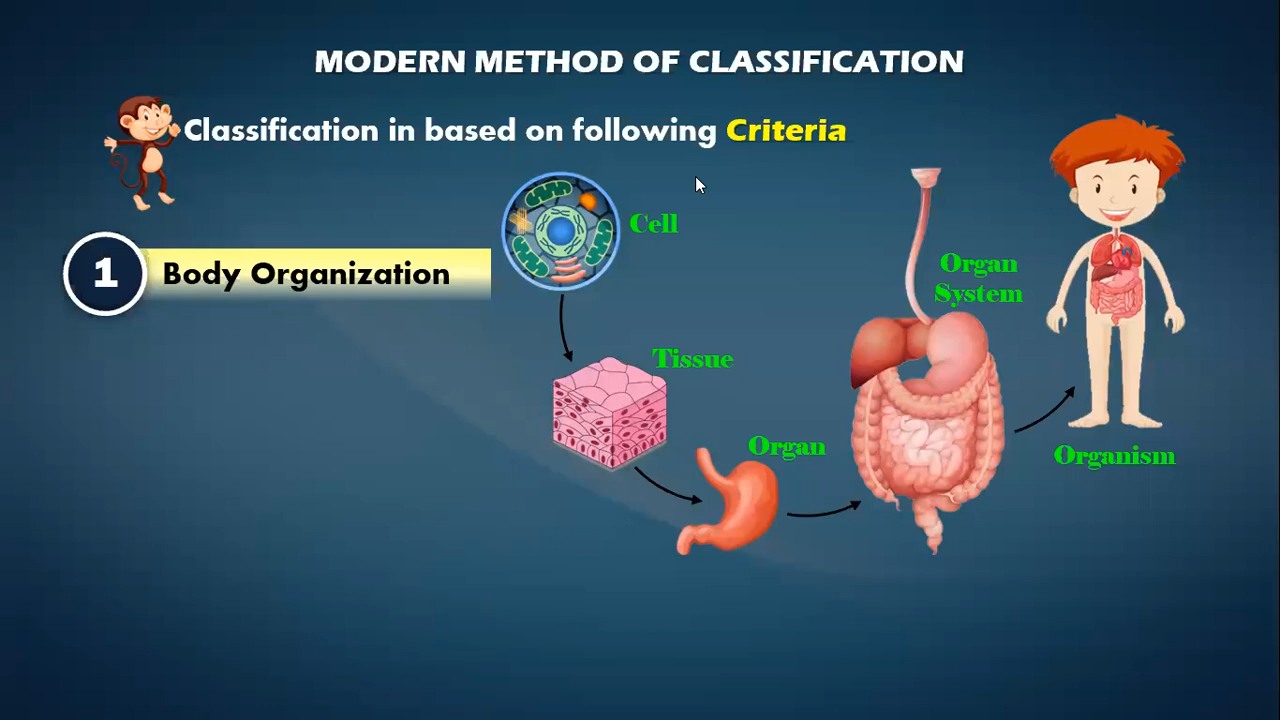 MODERN METHOD OF CLASSIFICATION
Classification in based on following Criteria
1
Body Organization
Cell
Tissue
Organ
Organ
System
Organism